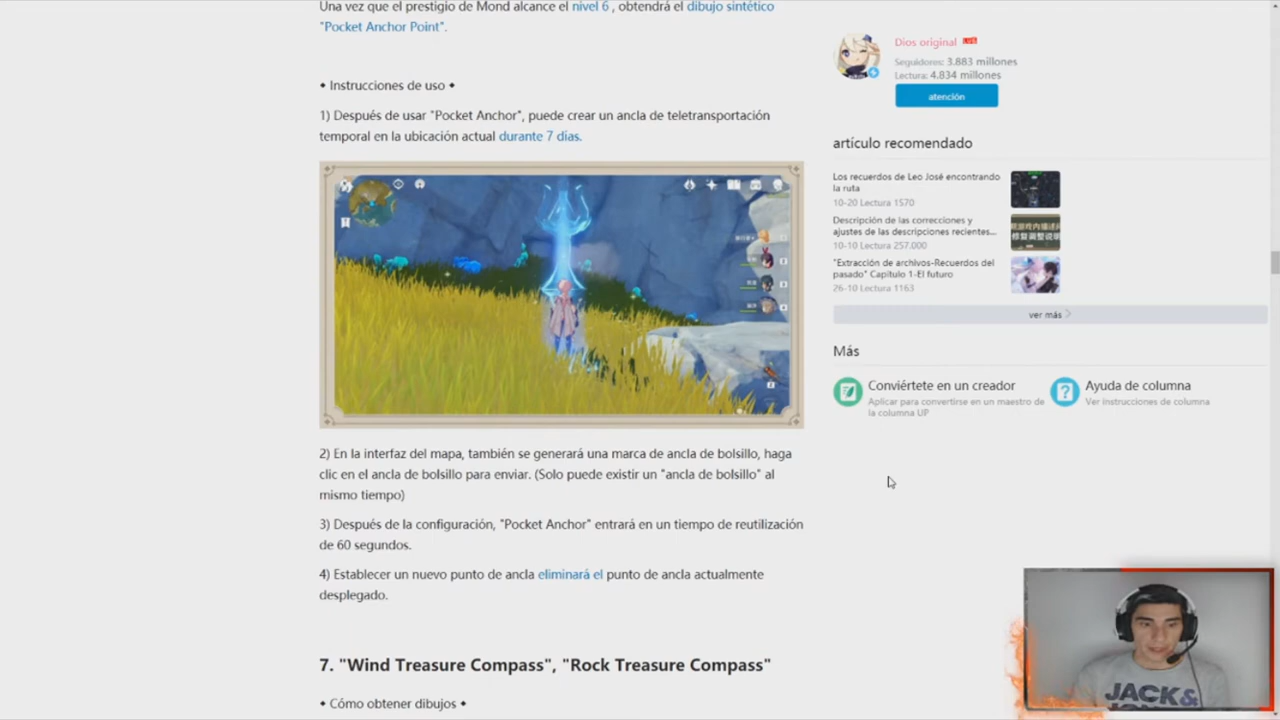 Una vez que el prestigio de Mond alcance el nivel 6 , obtendrá el dibujo sintético
"Pocket Anchor Point".
• Instrucciones de uso •
1) Después de usar "Pocket Anchor", puede crear un ancla de teletransportación
temporal en la ubicación actual durante 7 días.
2) En la interfaz del mapa, también se generará una marca de ancla de bolsillo, haga
clic en el ancla de bolsillo para enviar. (Solo puede existir un "ancla de bolsillo" al
mismo tiempo)
3) Después de la configuración, "Pocket Anchor" entrará en un tiempo de reutilización
de 60 segundos.
4) Establecer un nuevo punto de ancla eliminará el punto de ancla actualmente
desplegado.
7. "Wind Treasure Compass", "Rock Treasure Compass"
• Cómo obtener dibujos •
Dios original
Seguidores: 3.883 millones
Lectura: 4.834 millones
atención
artículo recomendado
Los recuerdos de Leo José encontrando
la ruta
10-20 Lectura 1570
Descripción de las correcciones y
ajustes de las descripciones recientes...
10-10 Lectura 257.000
"Extracción de archivos-Recuerdos del
pasado" Capítulo 1-El futuro
26-10 Lectura 1163
ver más
Más
Conviértete en un creador
Aplicar para convertirse en un maestro de
la columna UP
Ayuda de columna
Ver instrucciones de columna
JACK &